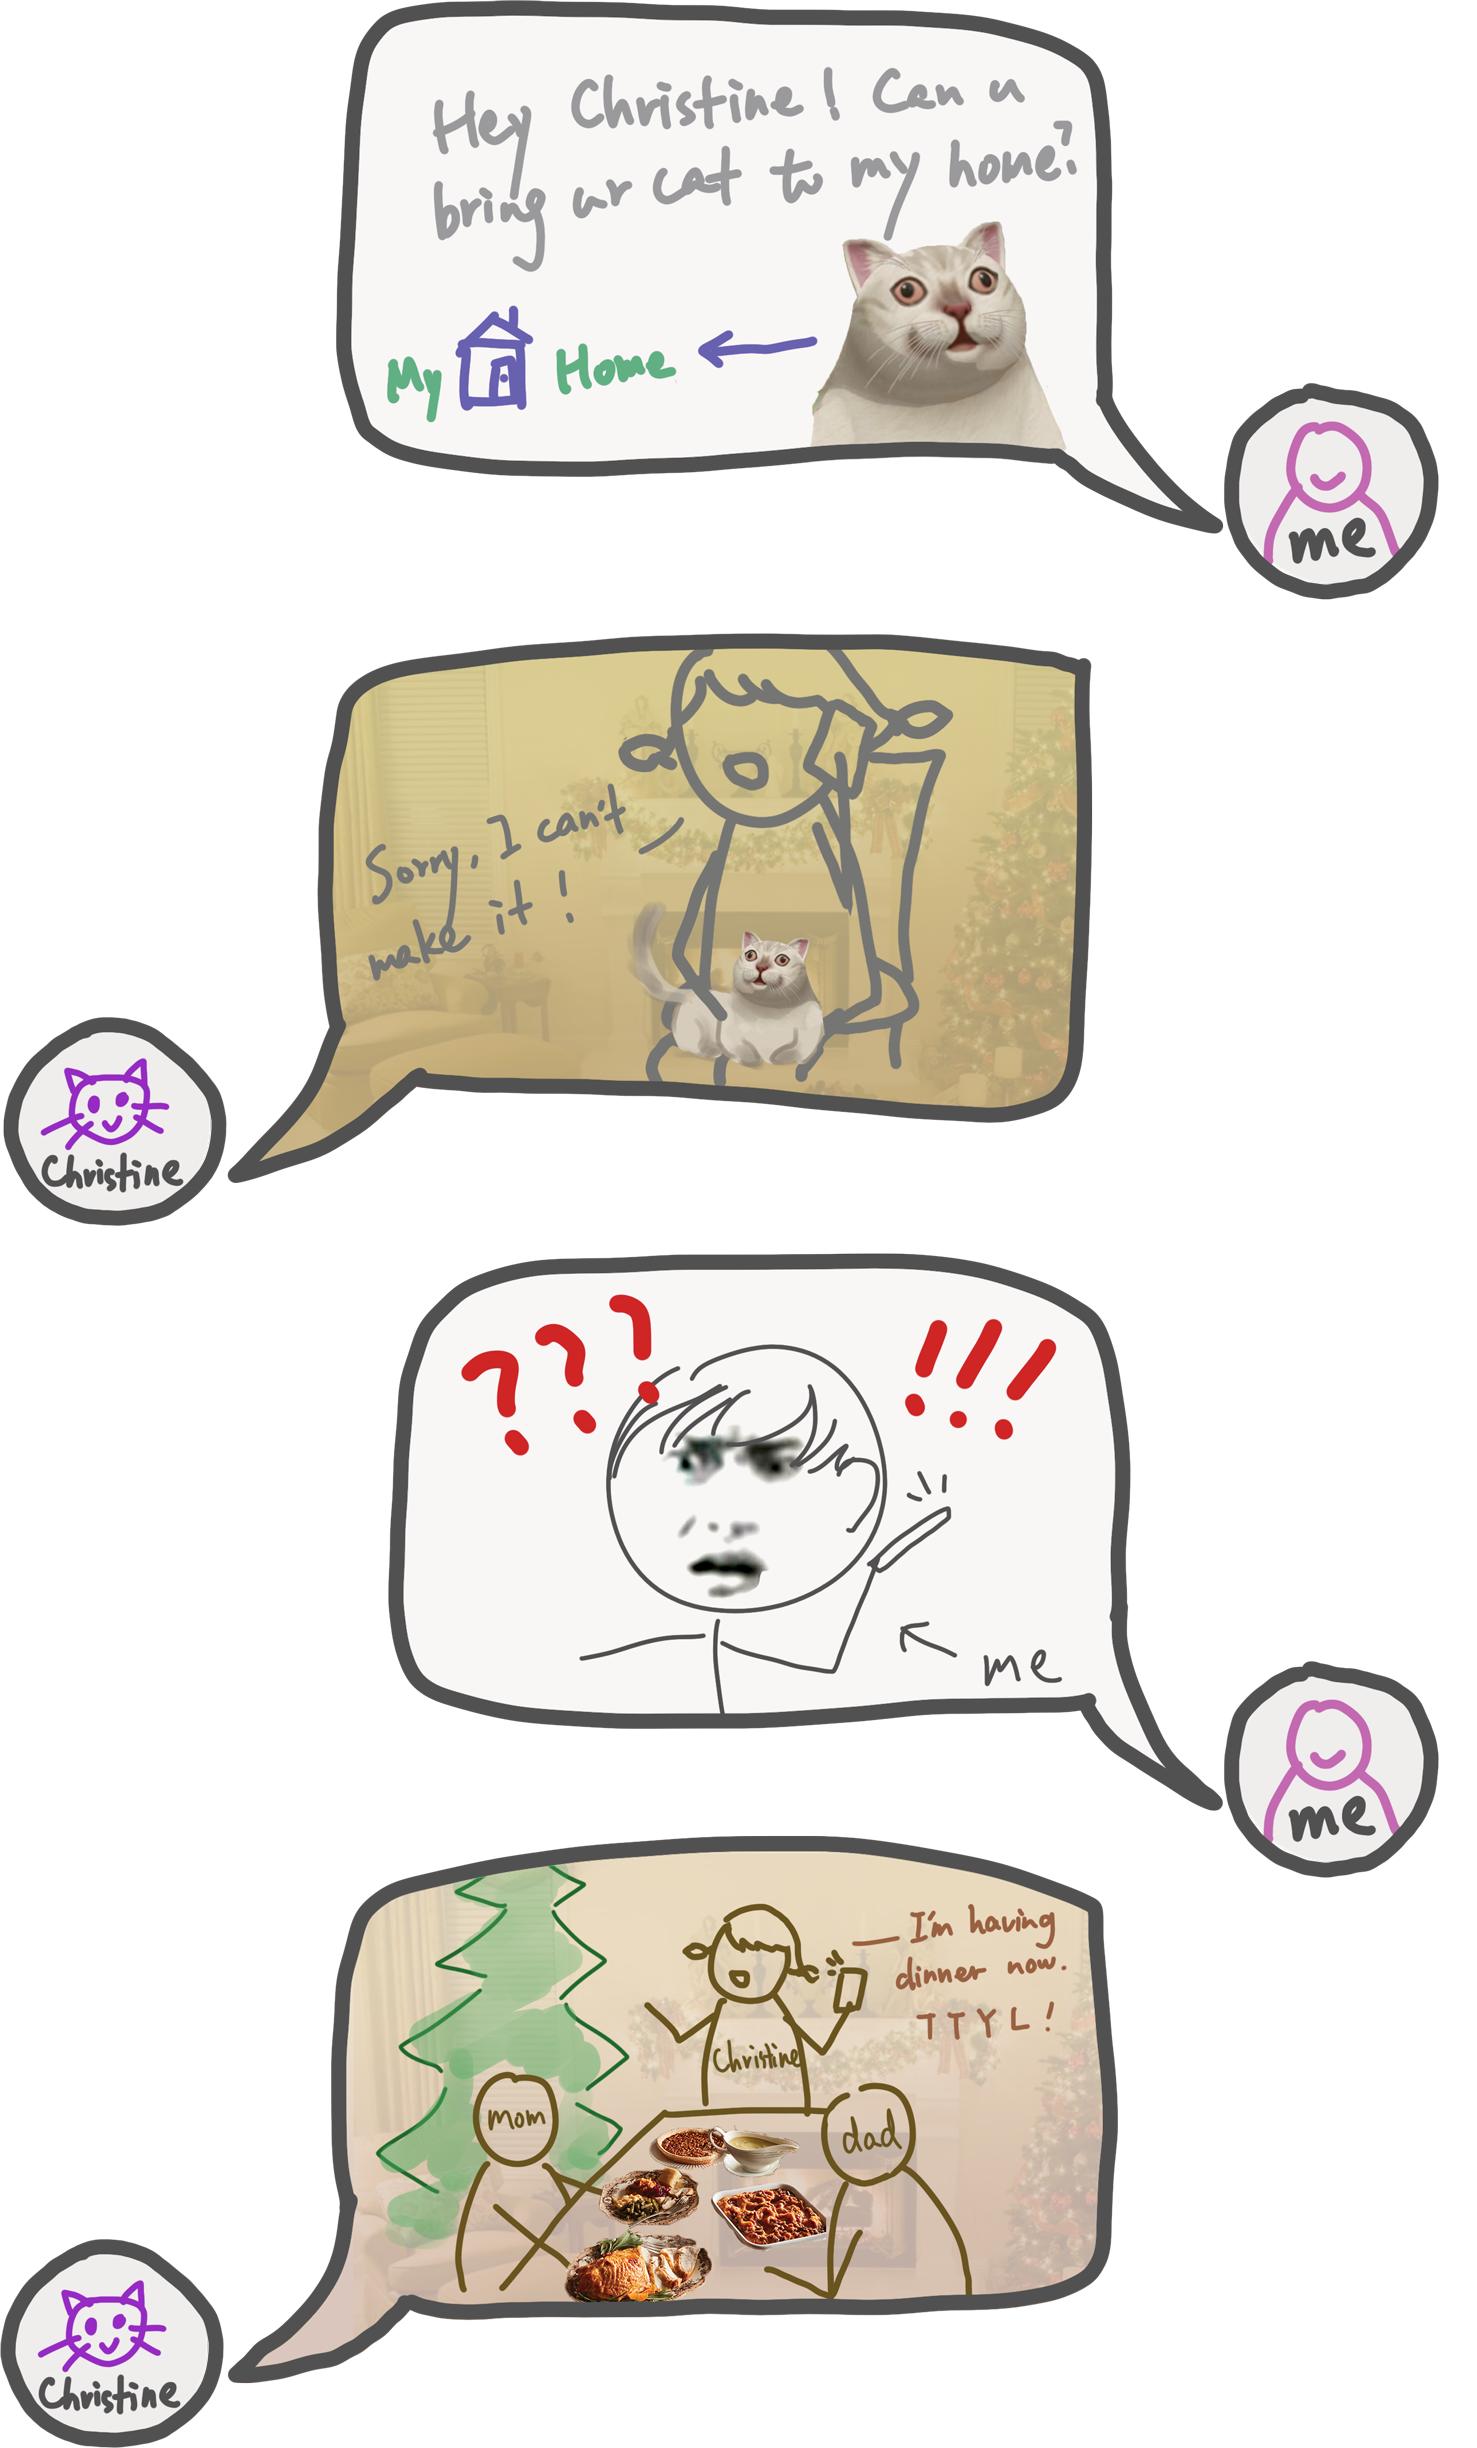 Hey Christine! Can u
bring ur cat to my home?
My Home
me
Sorry, I can't
make it!
Christine
??? !!!
me
me
I'm having
dinner now.
TTYL!
Christine
mom
dad
Christine